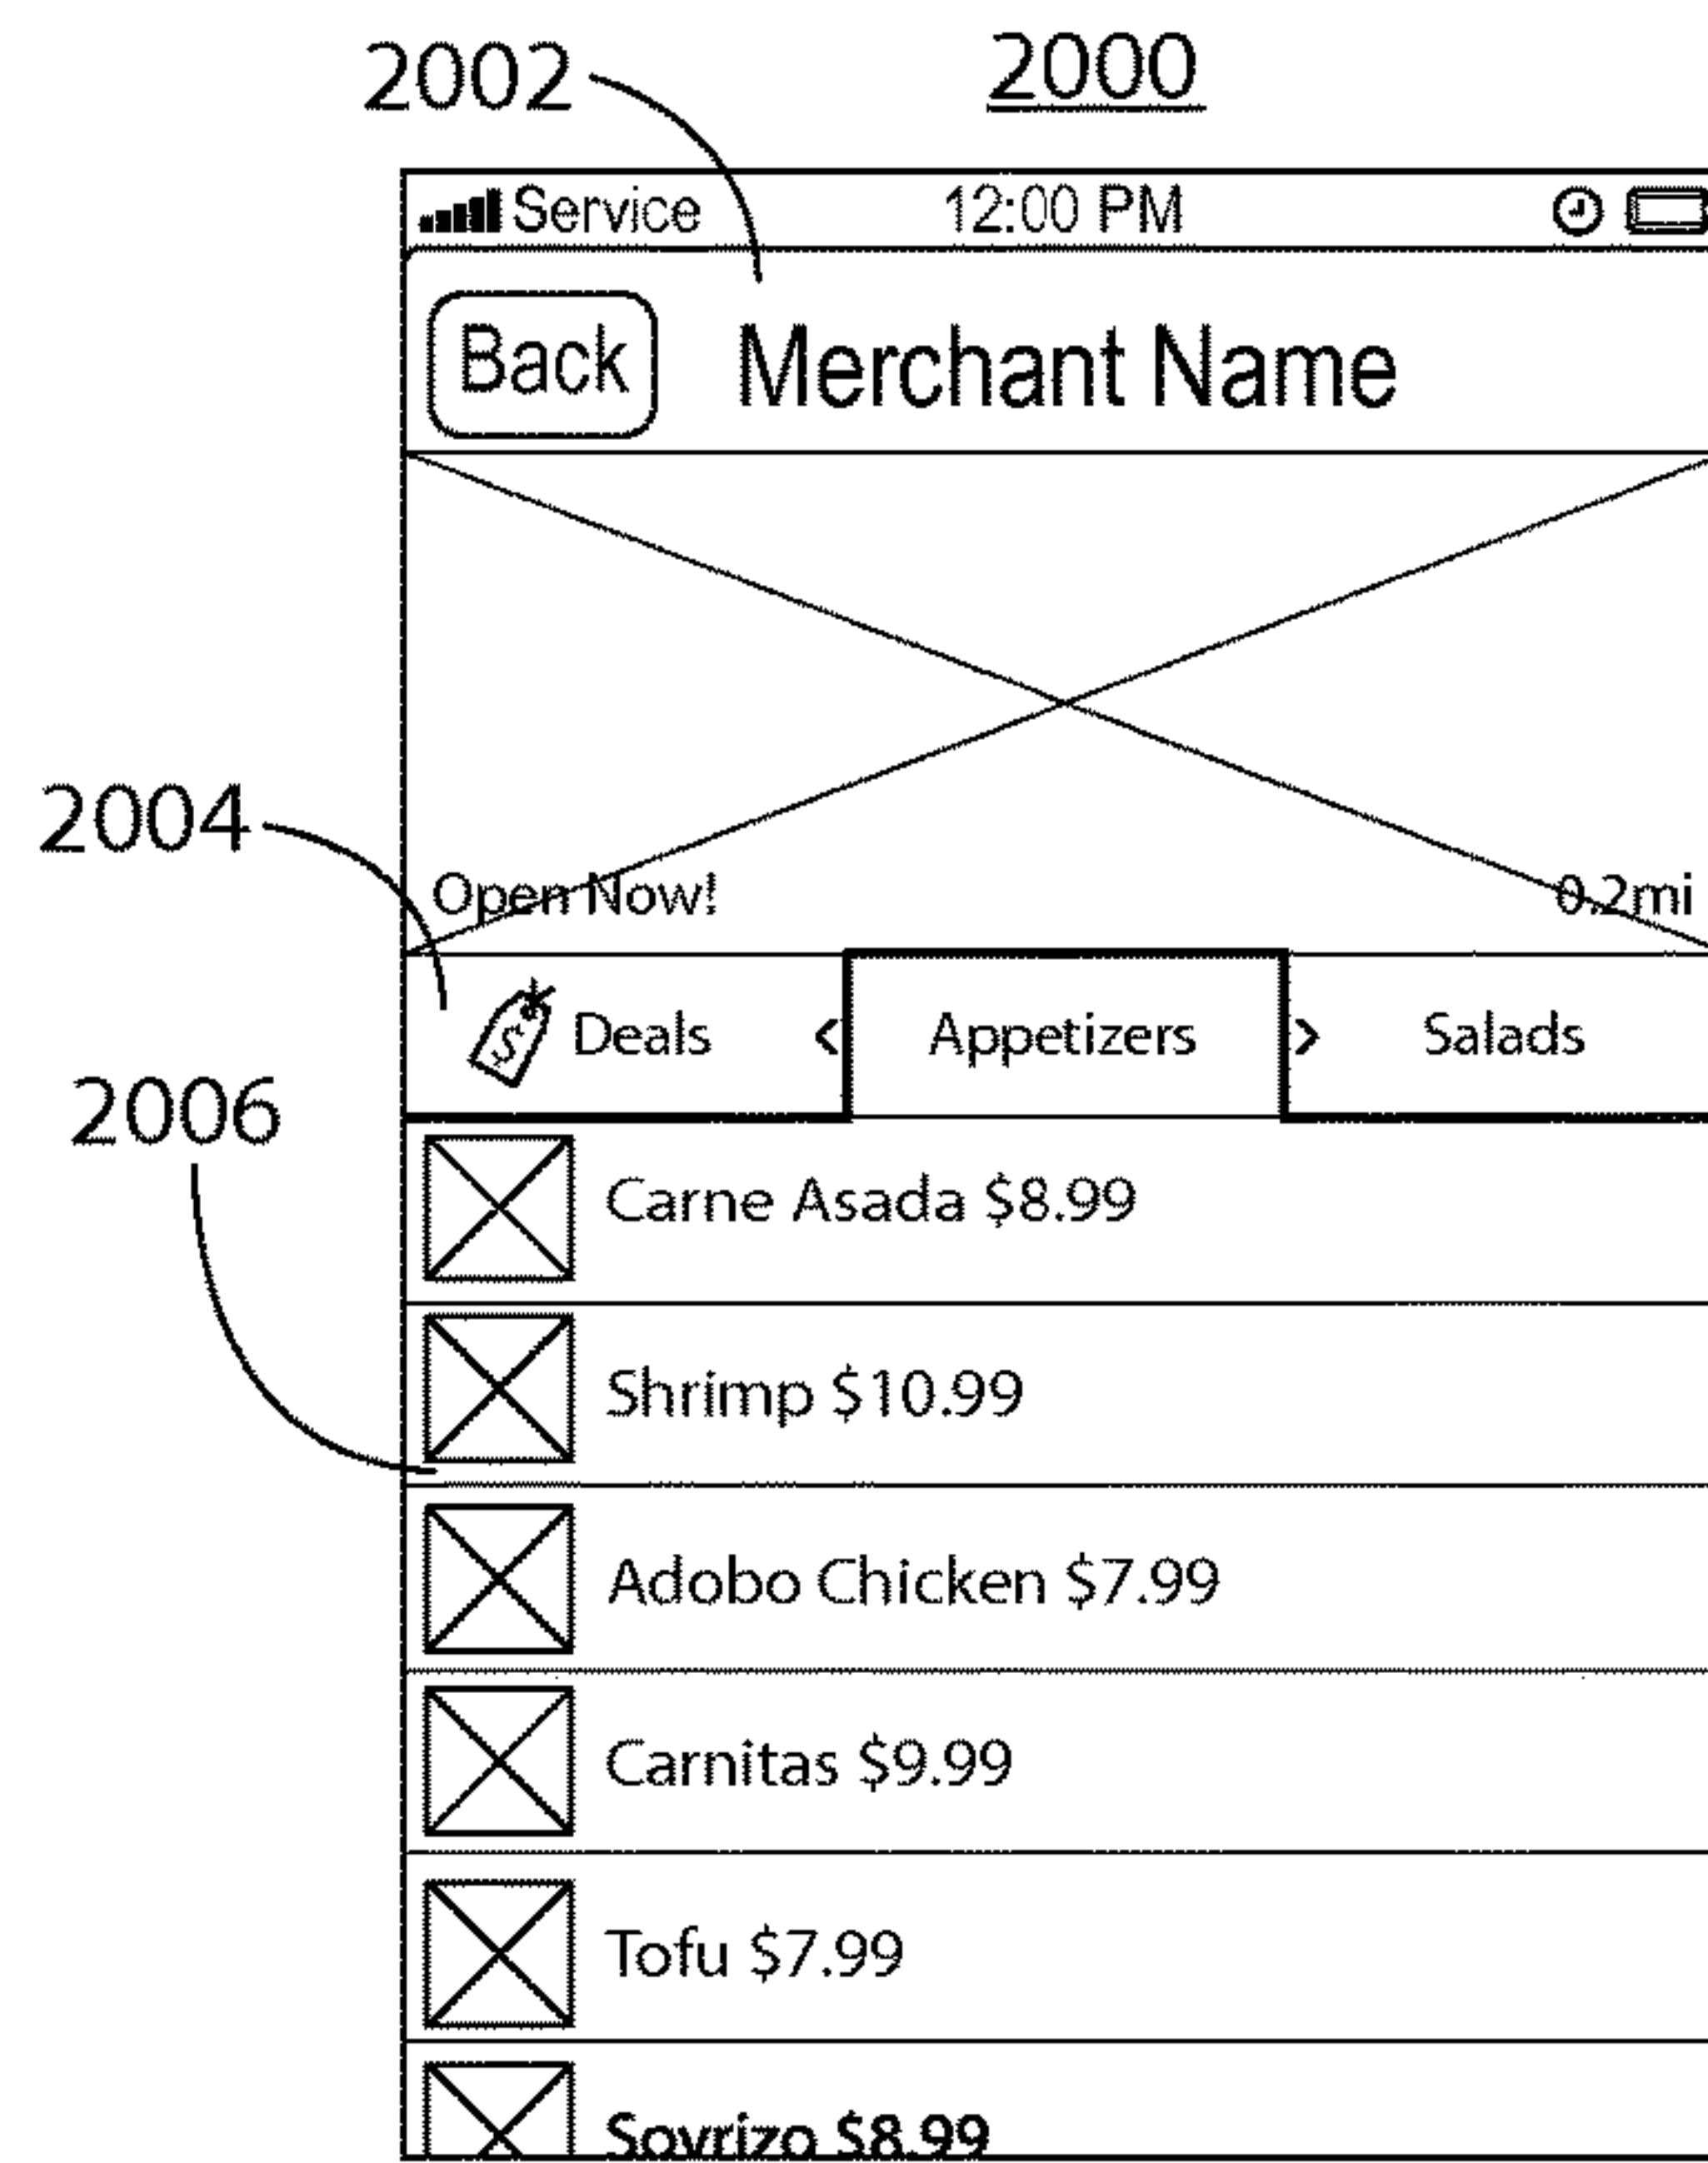 2002 2000
Service 12:00 PM
Back Merchant Name
2004
Open Now! 0.2mi
$ Deals < Appetizers > Salads
2006
Carne Asada $8.99
Shrimp $10.99
Adobo Chicken $7.99
Carnitas $9.99
Tofu $7.99
Soyrizo $8.99